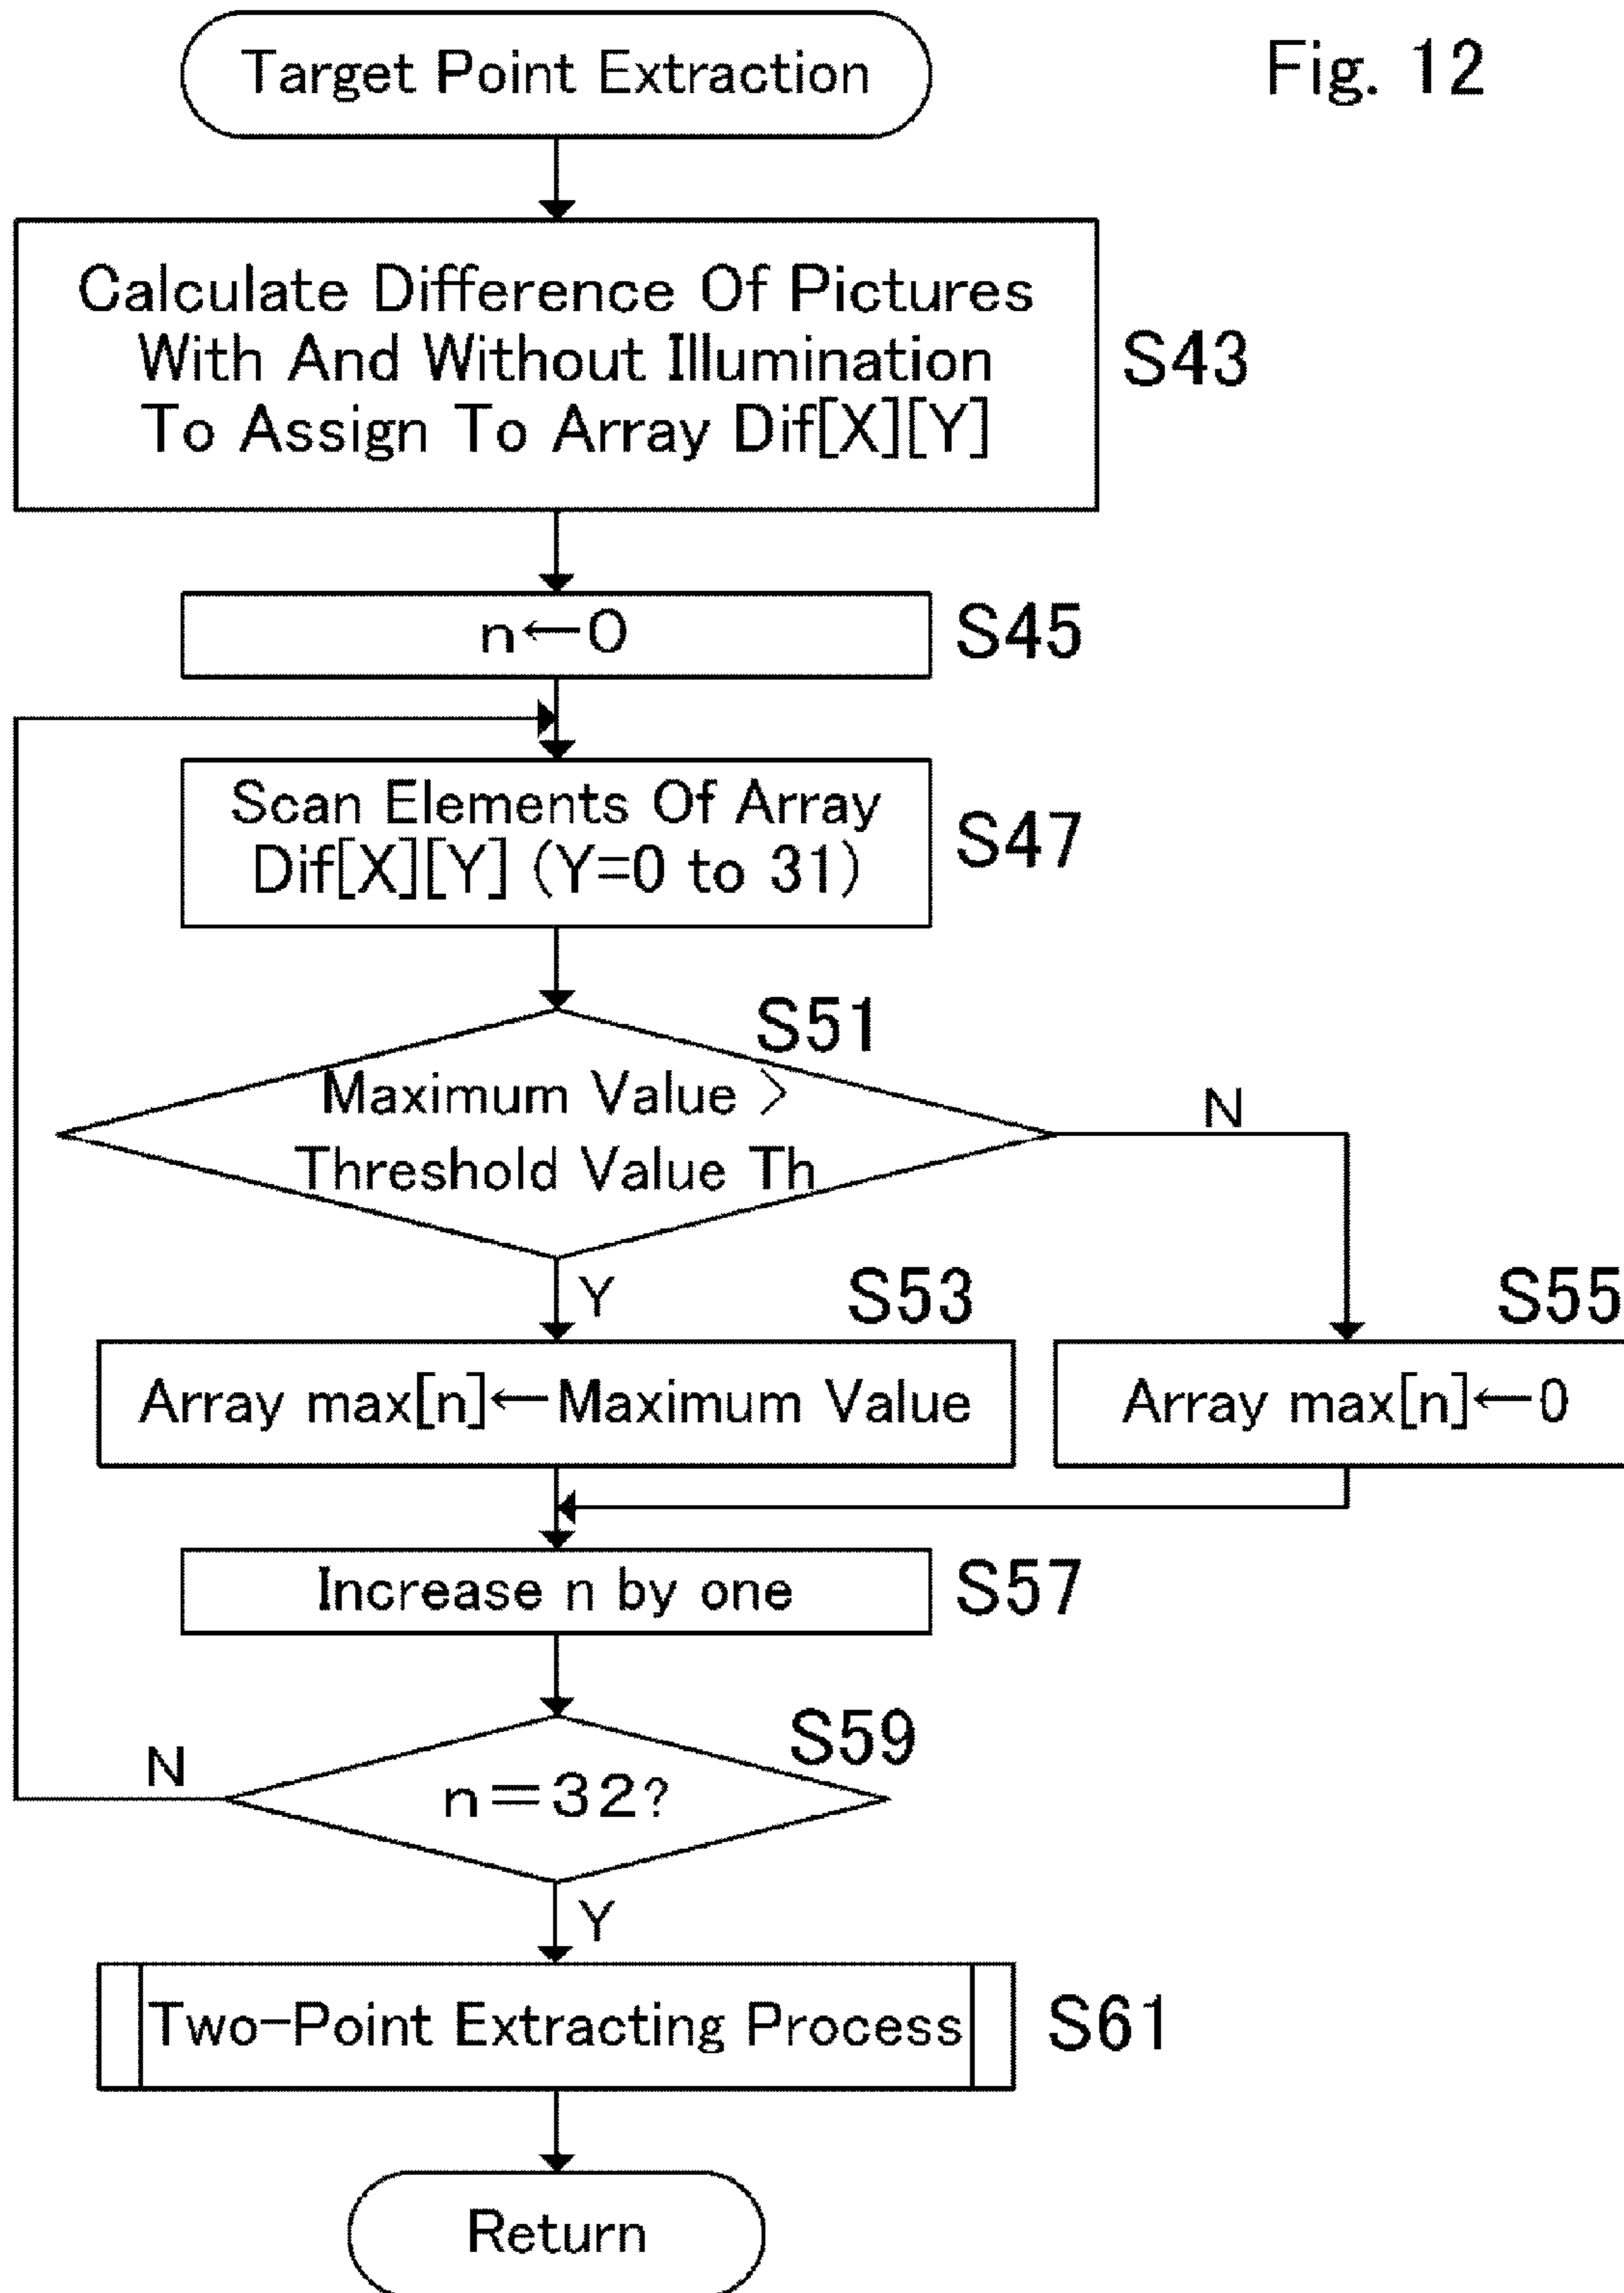 Fig. 12
Target Point Extraction
Calculate Difference Of Pictures
With And Without Illumination
To Assign To Array Dif[X][Y]
S43
n←0
S45
Scan Elements Of Array
Dif[X][Y] (Y=0 to 31)
S47
S51
Maximum Value >
Threshold Value Th
N
Y
S53
S55
Array max[n]←Maximum Value
Array max[n]←0
Increase n by one
S57
S59
N
n=32?
Y
Two-Point Extracting Process
S61
Return